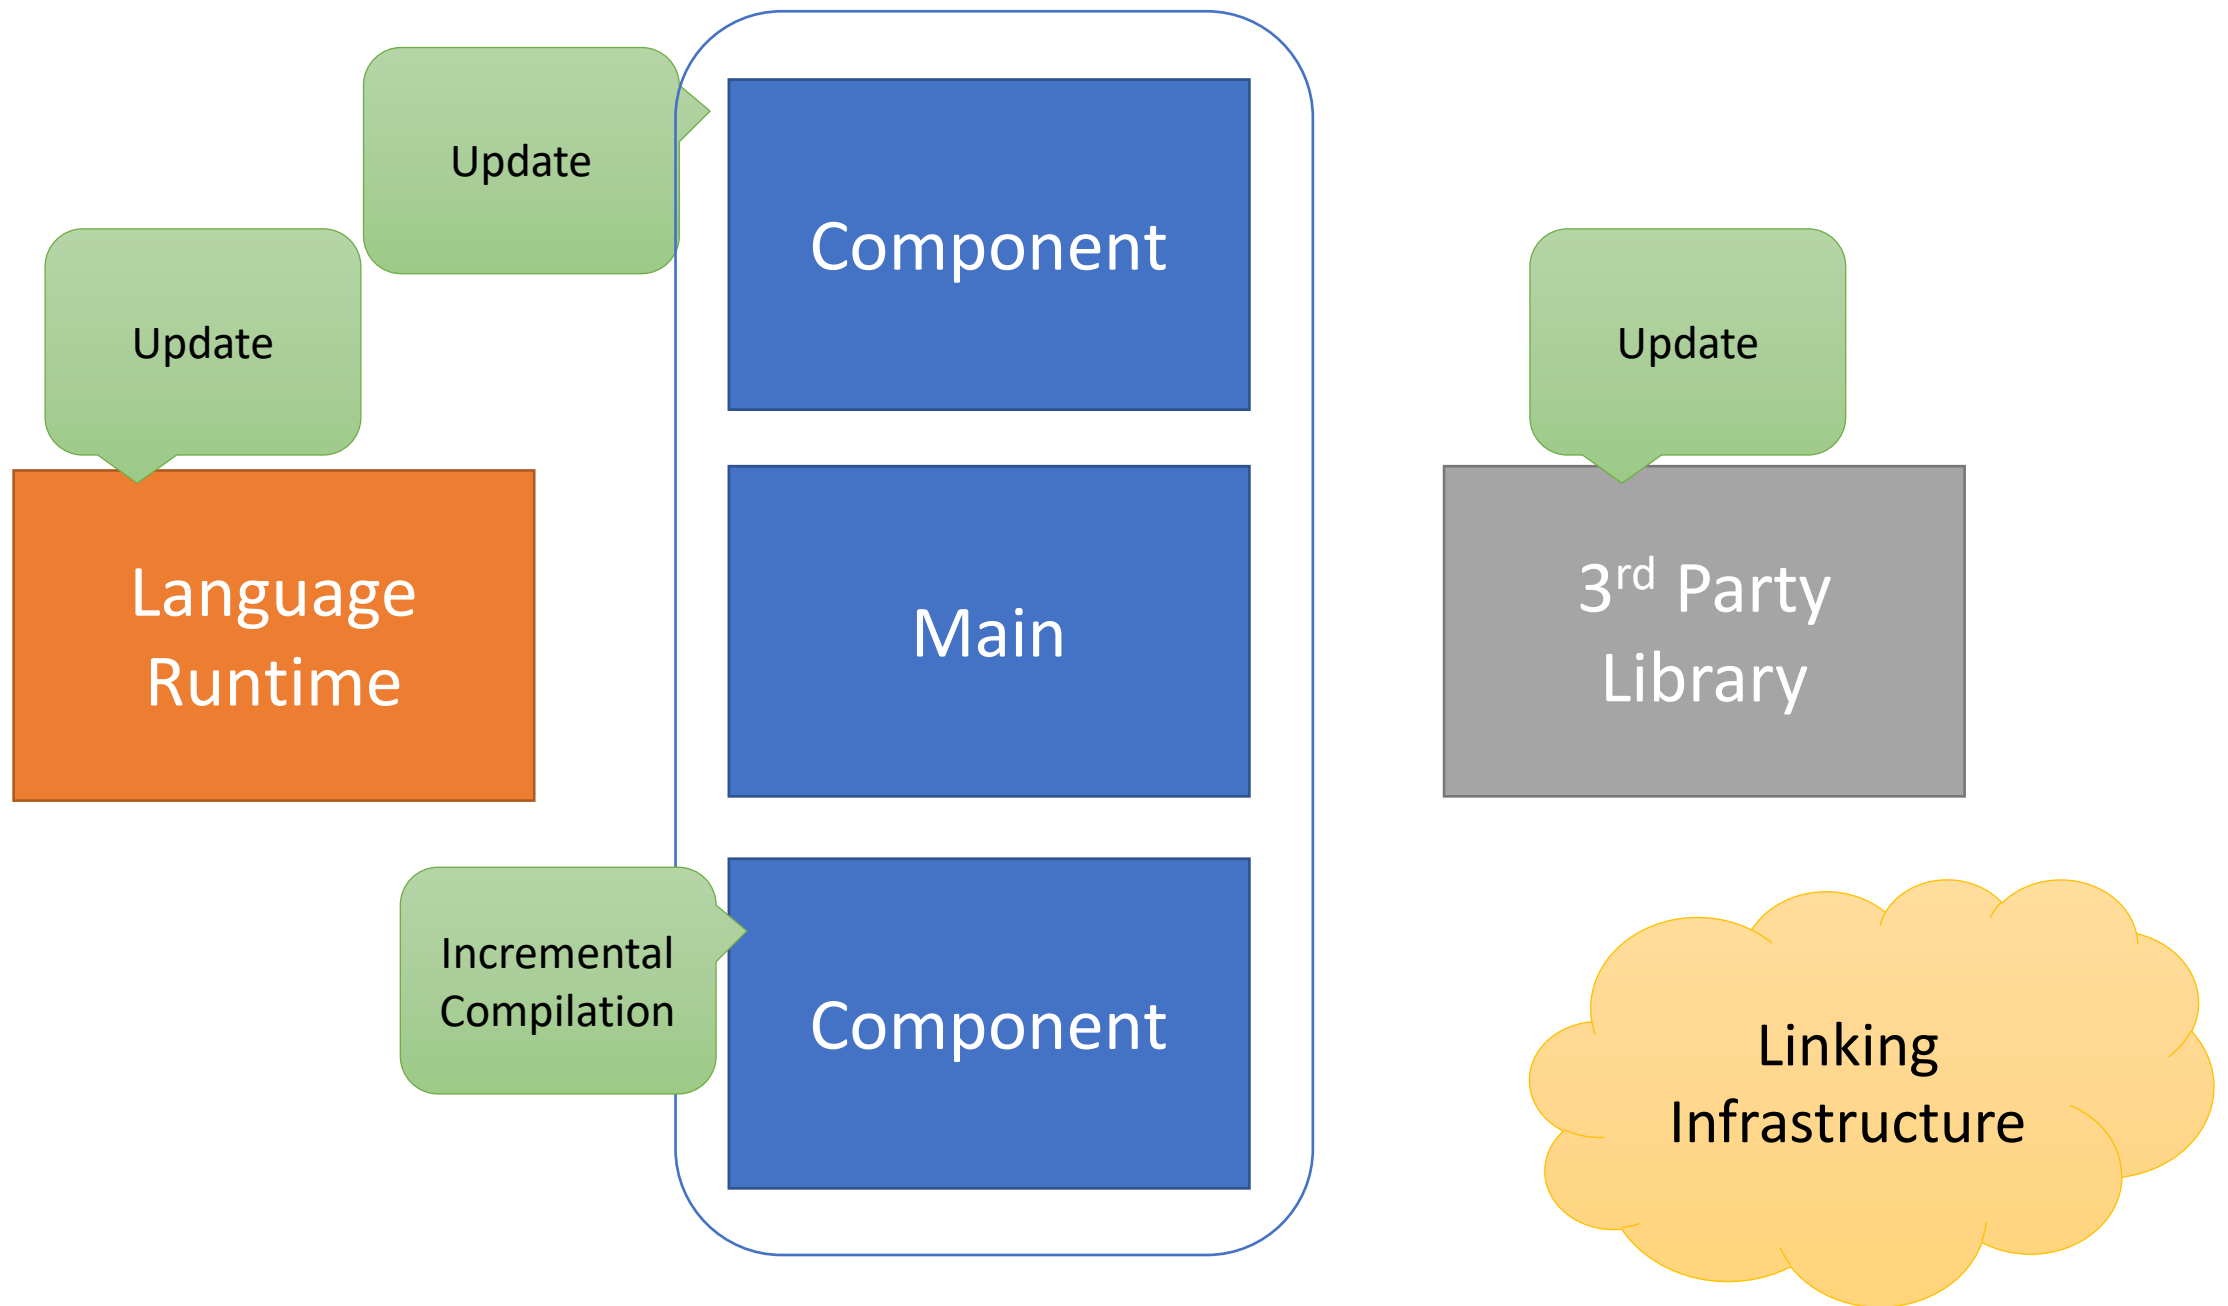 Update
Component
Update
Update
Language
Runtime
Main
3rd Party
Library
Incremental
Compilation
Component
Linking
Infrastructure